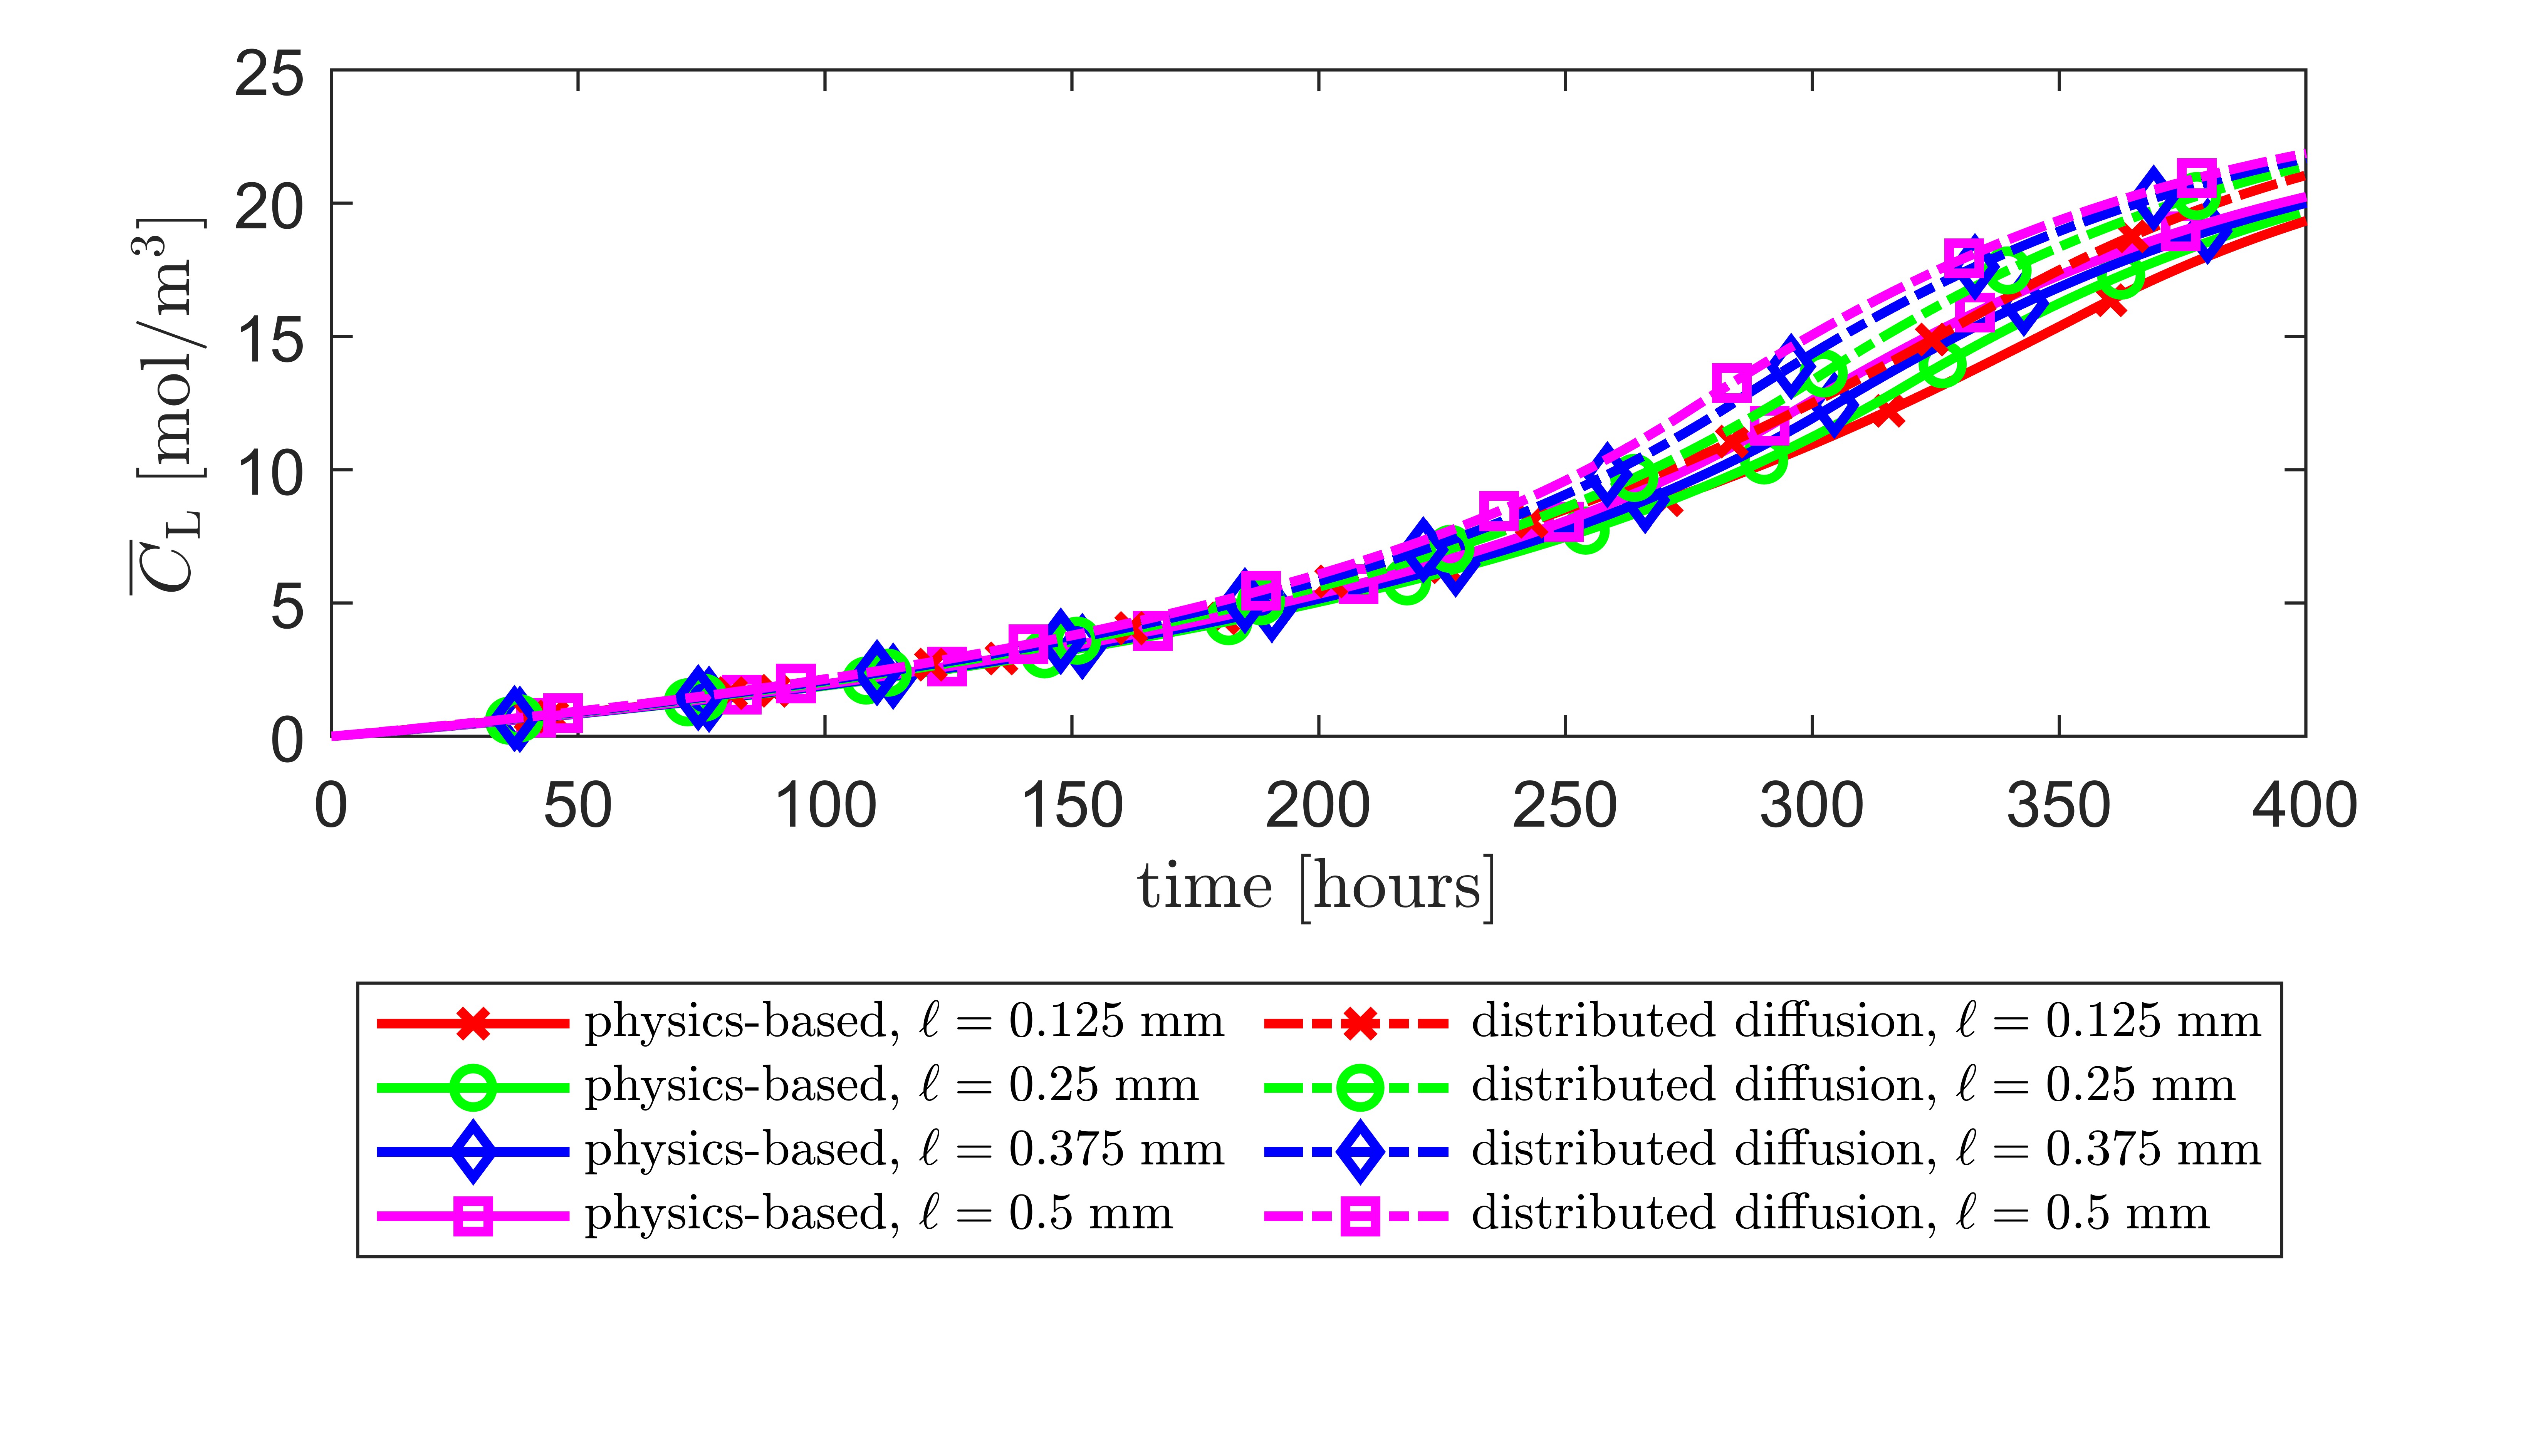 25
20
15
10
5
0
C̅_L [mol/m³]
0 50 100 150 200 250 300 350 400
time [hours]
physics-based, ℓ = 0.125 mm
physics-based, ℓ = 0.25 mm
physics-based, ℓ = 0.375 mm
physics-based, ℓ = 0.5 mm
distributed diffusion, ℓ = 0.125 mm
distributed diffusion, ℓ = 0.25 mm
distributed diffusion, ℓ = 0.375 mm
distributed diffusion, ℓ = 0.5 mm